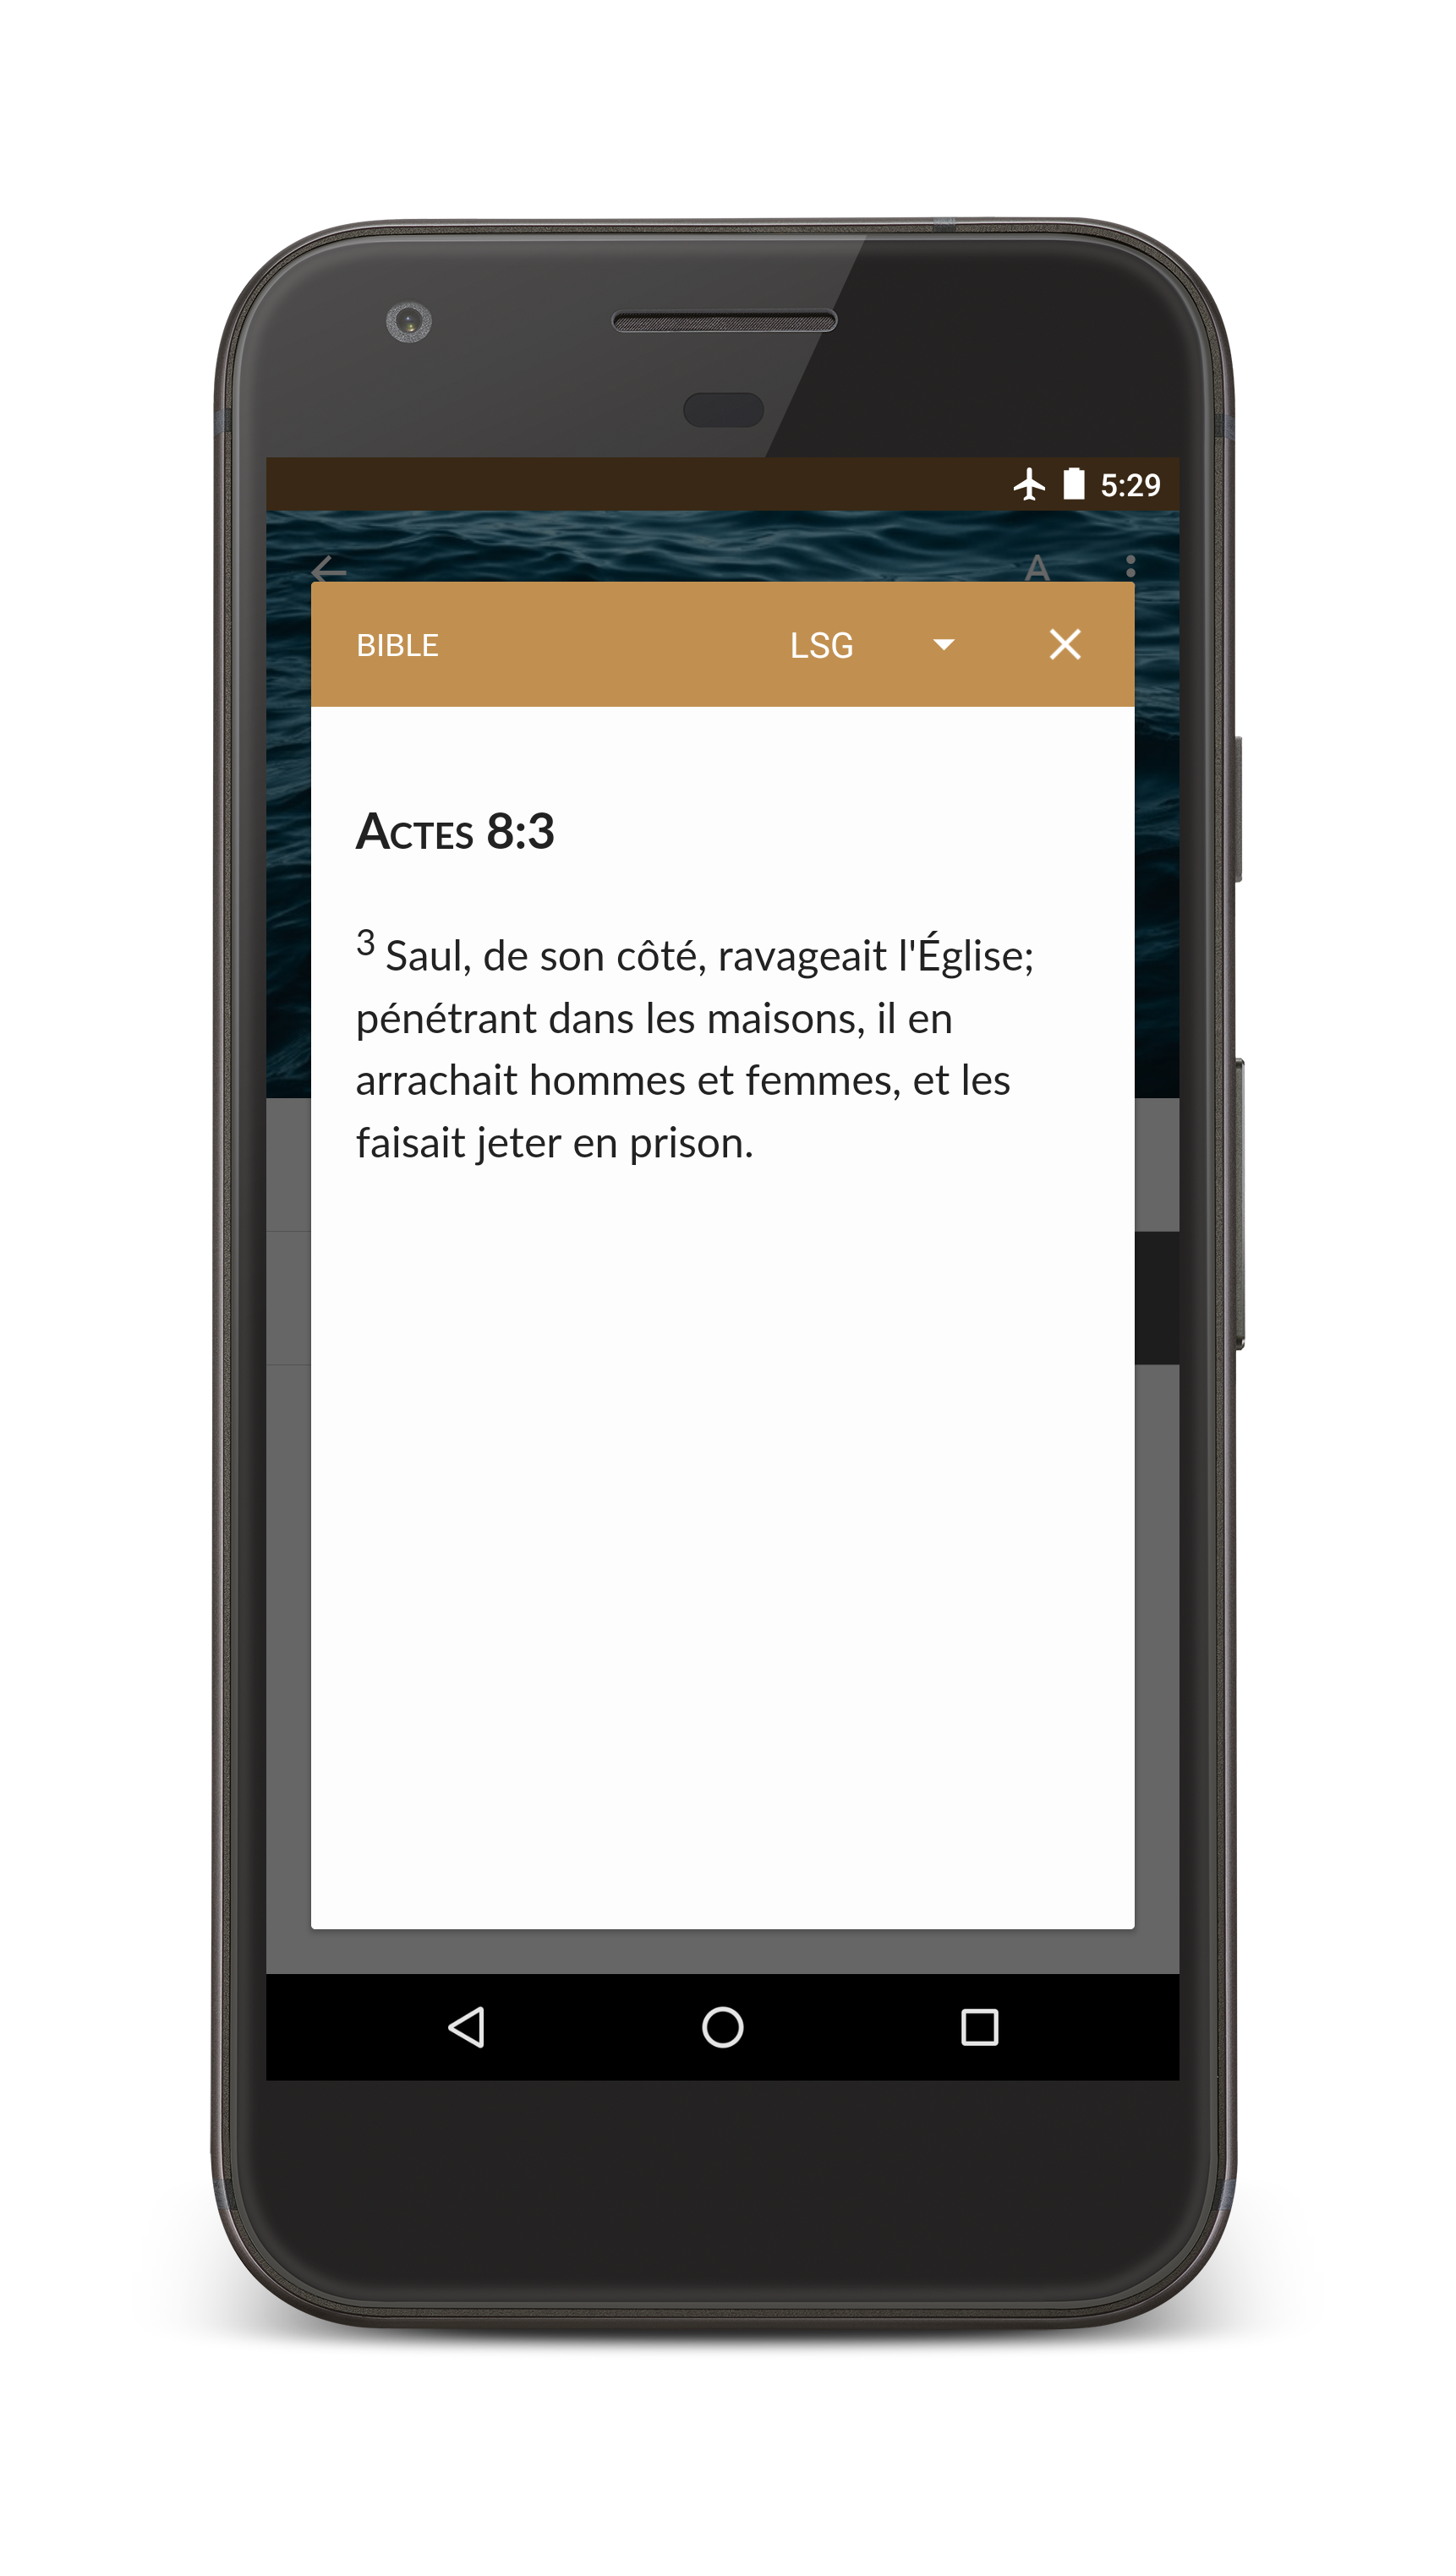 5:29
A
BIBLE LSG
Actes 8:3
3 Saul, de son côté, ravageait l'Église;
pénétrant dans les maisons, il en
arrachait hommes et femmes, et les
faisait jeter en prison.